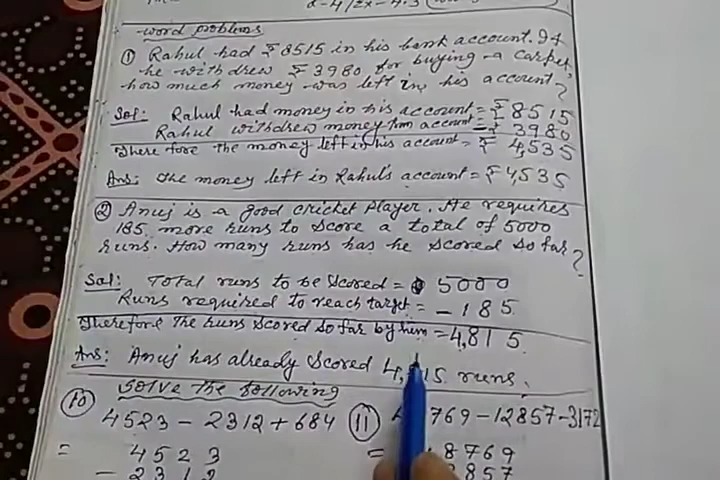 word problems
① Rahul had ₹8515 in his bank account. If
he withdrew ₹3980 for buying a carpet,
how much money was left in his account?
Sol: Rahul had money in his account = ₹8515
Rahul withdrew money from account = -₹3980
There fore the money left in his account = ₹4,535
Ans: The money left in Rahul's account = ₹4,535
② Anuj is a good cricket player. He requires
185 more runs to score a total of 5000
runs. How many runs has he scored so far?
Sol: Total runs to be scored = 5000
Runs required to reach target = - 185
Therefore the runs scored so far by him = 4,815
Ans: Anuj has already scored 4,815 runs.
Solve the following
⑩ 4523 - 2312 + 684 ⑪ 769 - 12857 - 3172
= 4523 = 8769
- 2312 857